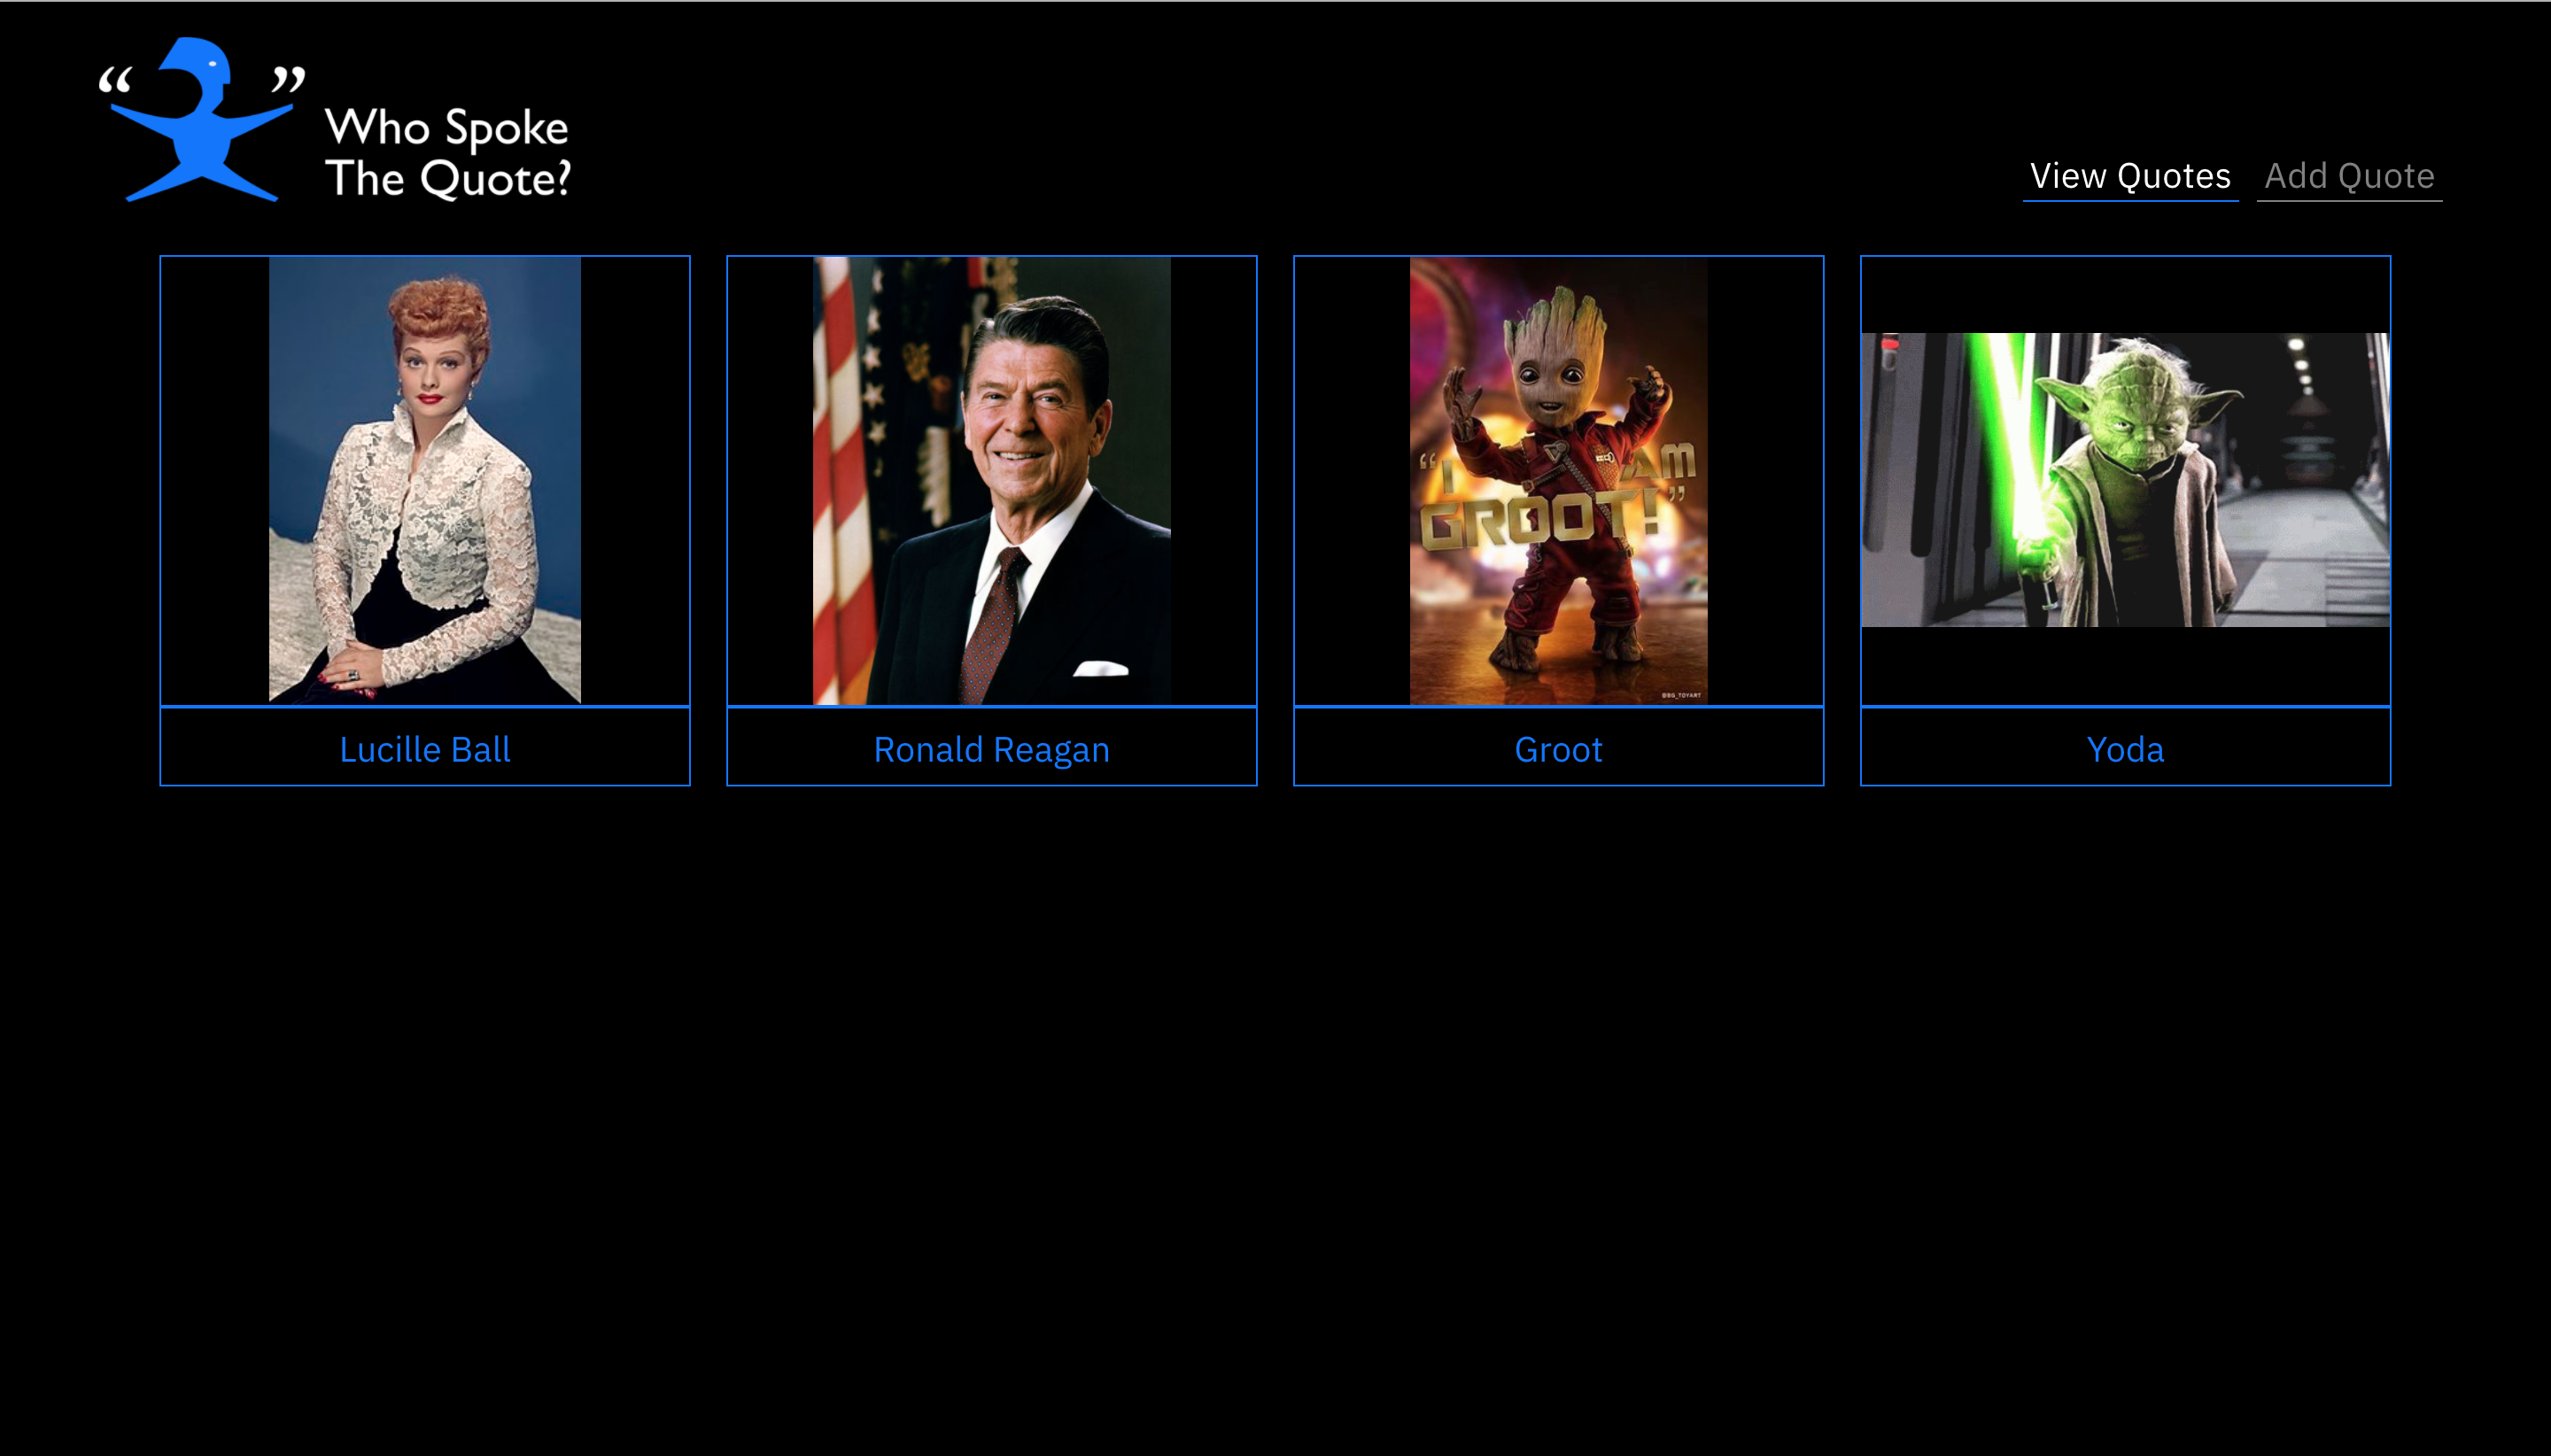 “ ”
Who Spoke
The Quote?
View Quotes Add Quote
“I AM
GROOT!”
@BG_TOYART
Lucille Ball
Ronald Reagan
Groot
Yoda